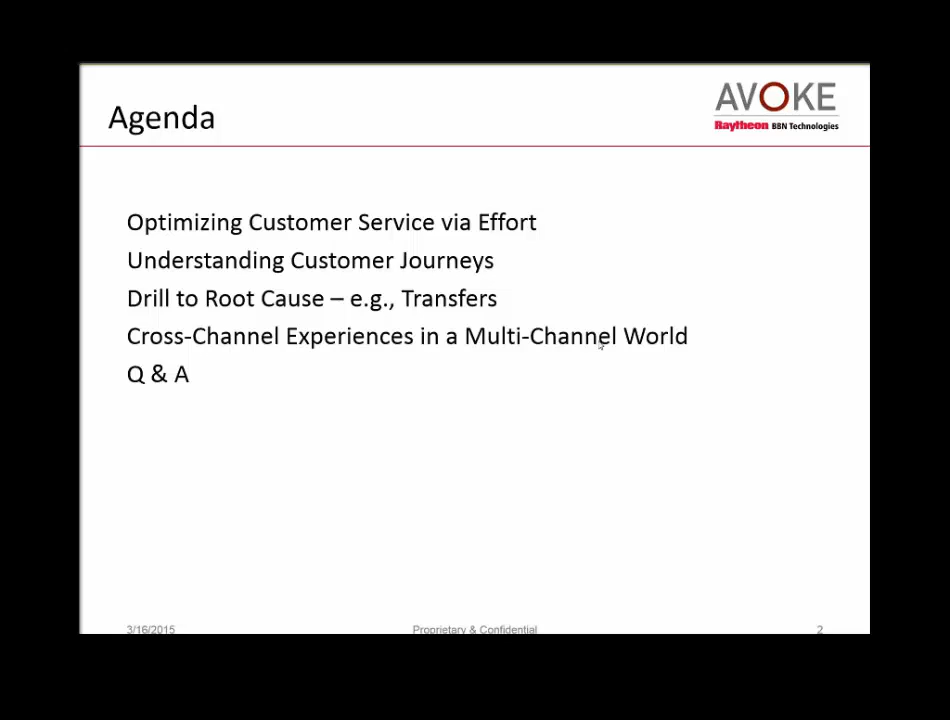 Agenda
AVOKE
Raytheon BBN Technologies
Optimizing Customer Service via Effort
Understanding Customer Journeys
Drill to Root Cause – e.g., Transfers
Cross-Channel Experiences in a Multi-Channel World
Q & A
3/16/2015 Proprietary & Confidential 2